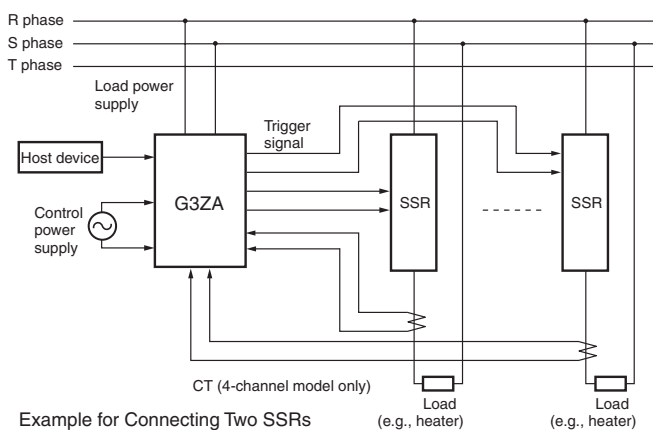 R phase
S phase
T phase
Load power
supply
Trigger
signal
Host device
G3ZA
SSR
SSR
Control
power
supply
CT (4-channel model only)
Load
(e.g., heater)
Load
(e.g., heater)
Example for Connecting Two SSRs